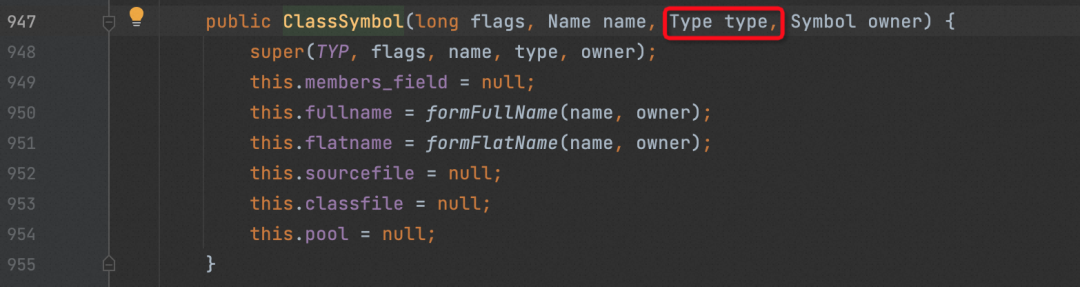 947 public ClassSymbol(long flags, Name name, Type type, Symbol owner) {
948 super(TYP, flags, name, type, owner);
949 this.members_field = null;
950 this.fullname = formFullName(name, owner);
951 this.flatname = formFlatName(name, owner);
952 this.sourcefile = null;
953 this.classfile = null;
954 this.pool = null;
955 }